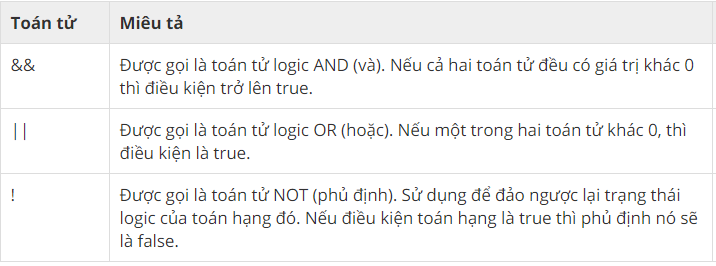 Toán tử Miêu tả
&& Được gọi là toán tử logic AND (và). Nếu cả hai toán tử đều có giá trị khác 0
thì điều kiện trở lên true.
|| Được gọi là toán tử logic OR (hoặc). Nếu một trong hai toán tử khác 0, thì
điều kiện là true.
! Được gọi là toán tử NOT (phủ định). Sử dụng để đảo ngược lại trạng thái
logic của toán hạng đó. Nếu điều kiện toán hạng là true thì phủ định nó sẽ
là false.